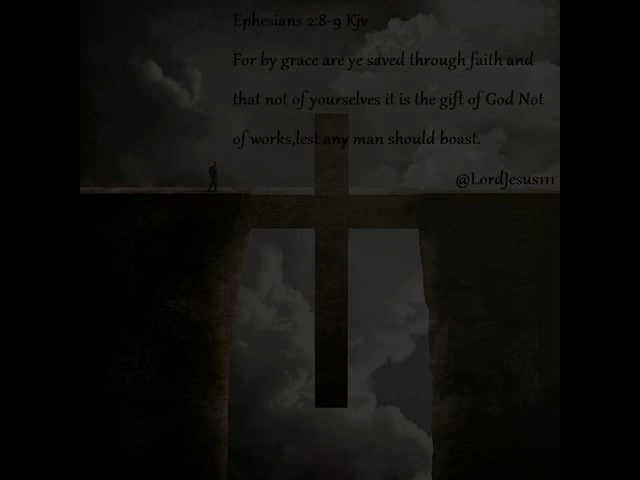 Ephesians 2:8-9 Kjv
For by grace are ye saved through faith and
that not of yourselves it is the gift of God Not
of works,lest any man should boast.
@LordJesus111